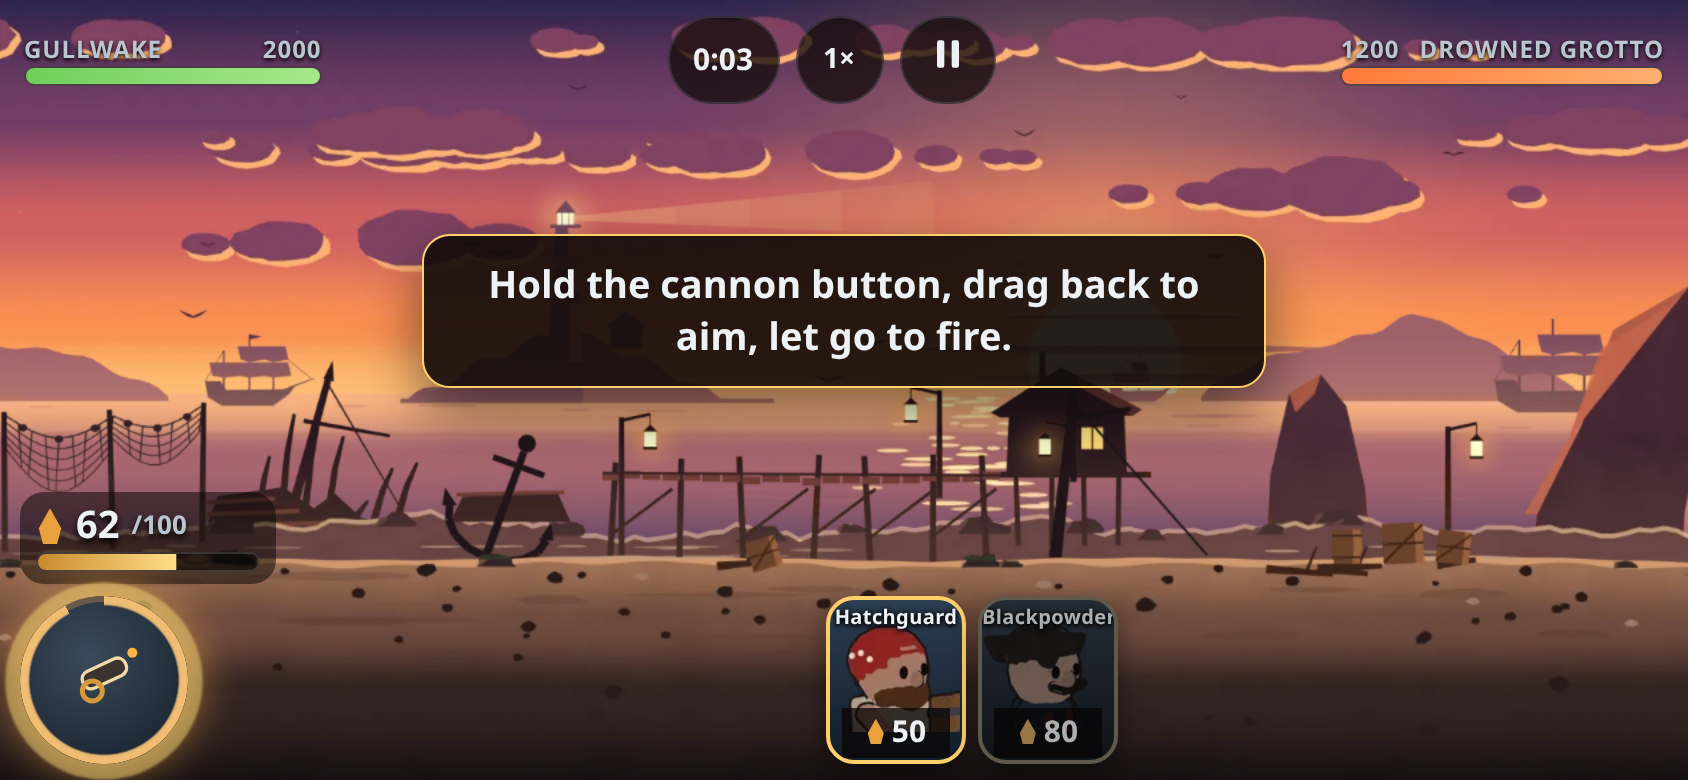 GULLWAKE 2000
0:03
1×
1200 DROWNED GROTTO
Hold the cannon button, drag back to
aim, let go to fire.
62 /100
Hatchguard
50
Blackpowder
80